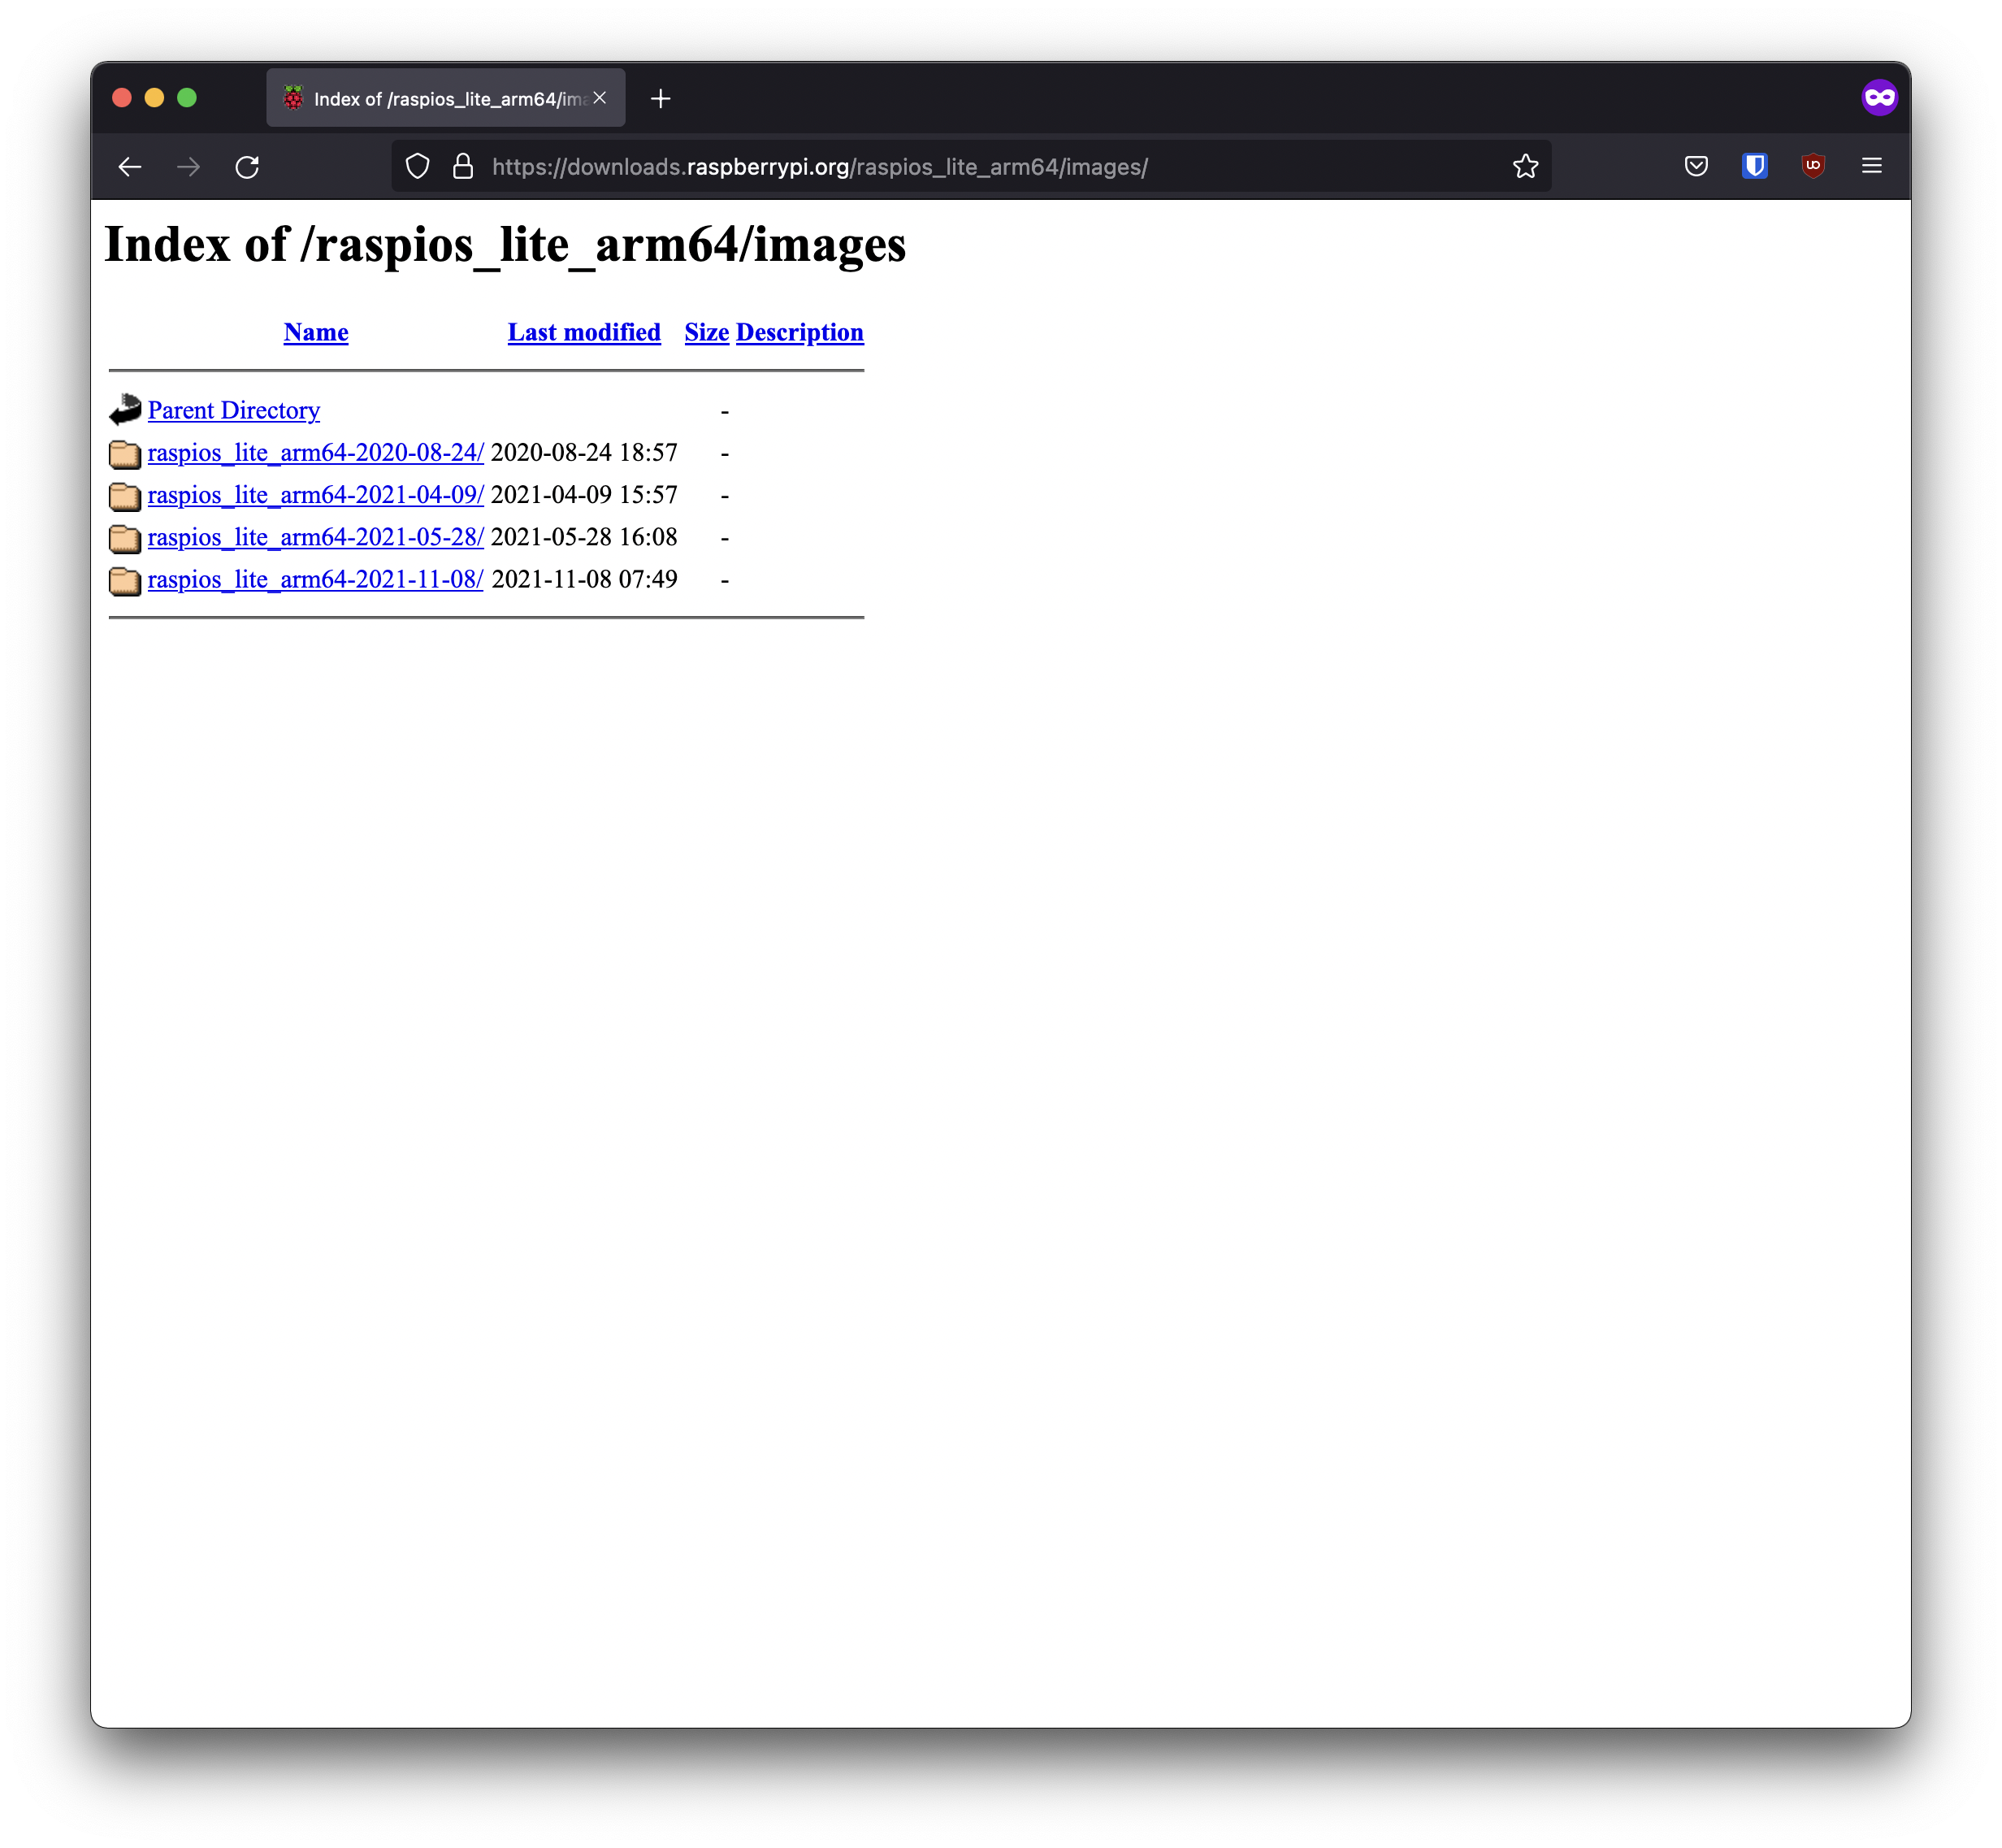 Index of /raspios_lite_arm64/ima
https://downloads.raspberrypi.org/raspios_lite_arm64/images/
Index of /raspios_lite_arm64/images
Name Last modified Size Description
Parent Directory -
raspios_lite_arm64-2020-08-24/ 2020-08-24 18:57 -
raspios_lite_arm64-2021-04-09/ 2021-04-09 15:57 -
raspios_lite_arm64-2021-05-28/ 2021-05-28 16:08 -
raspios_lite_arm64-2021-11-08/ 2021-11-08 07:49 -